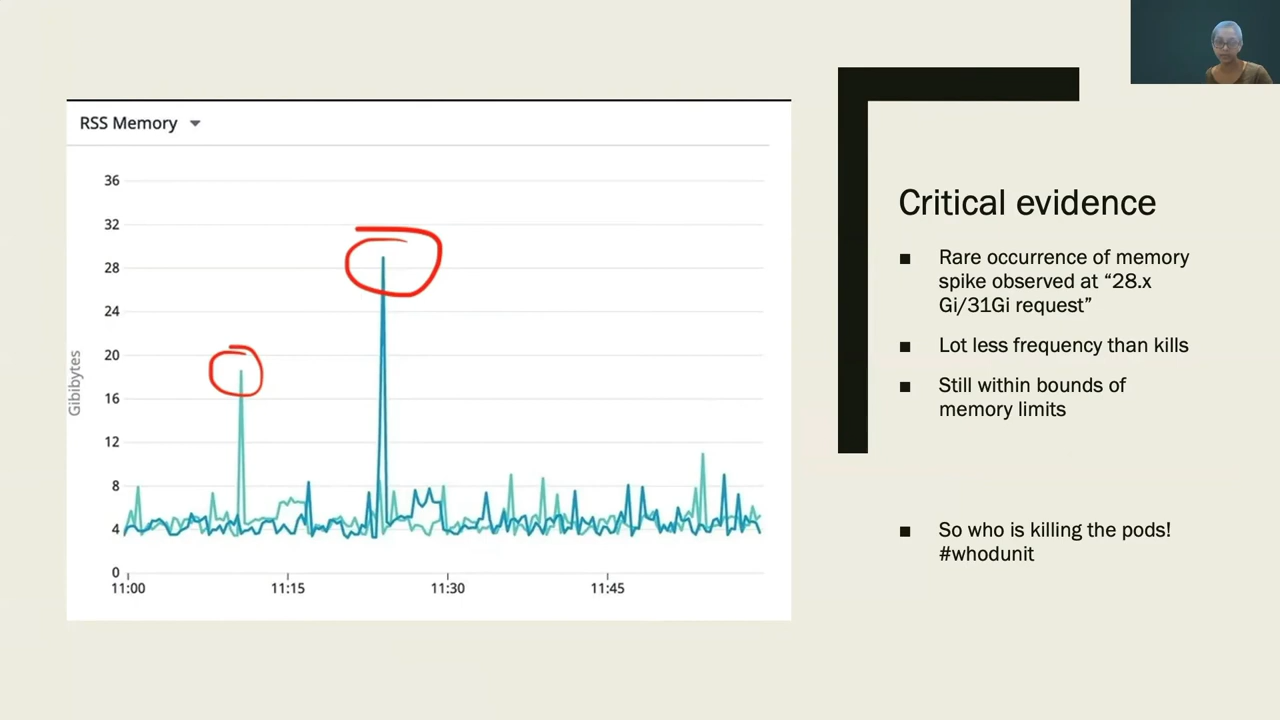 RSS Memory
36
32
28
24
20
16
12
8
4
0
Gibibytes
11:00 11:15 11:30 11:45
Critical evidence
Rare occurrence of memory
spike observed at “28.x
Gi/31Gi request”
Lot less frequency than kills
Still within bounds of
memory limits
So who is killing the pods!
#whodunit